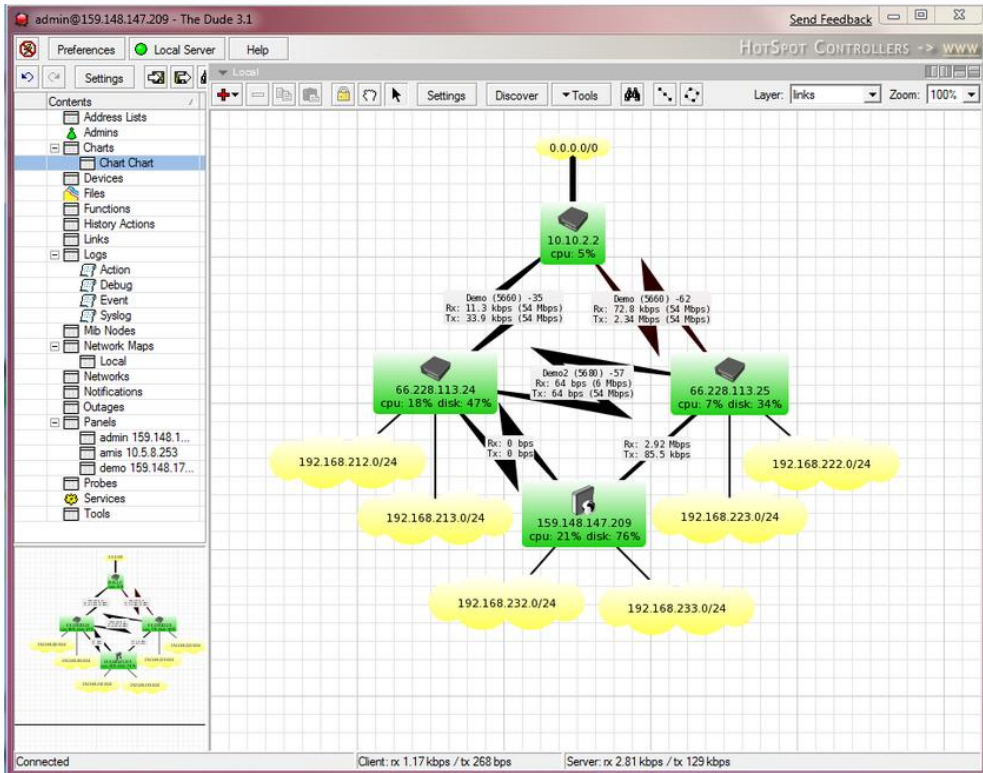 admin@159.148.147.209 - The Dude 3.1
Send Feedback
Preferences
Local Server
Help
HotSpot Controllers -> www
Settings
Local
Settings
Discover
Tools
Layer:
links
Zoom:
100%
Contents
Address Lists
Admins
Charts
Chart Chart
Devices
Files
Functions
History Actions
Links
Logs
Action
Debug
Event
Syslog
Mib Nodes
Network Maps
Local
Networks
Notifications
Outages
Panels
admin 159.148.1...
amis 10.5.8.253
demo 159.148.17...
Probes
Services
Tools
0.0.0.0/0
10.10.2.2
cpu: 5%
Demo (5660) -35
Rx: 11.3 kbps (54 Mbps)
Tx: 33.9 kbps (54 Mbps)
Demo (5660) -62
Rx: 72.8 kbps (54 Mbps)
Tx: 2.34 Mbps (54 Mbps)
66.228.113.24
cpu: 18% disk: 47%
Demo2 (5680) -57
Rx: 64 bps (6 Mbps)
Tx: 64 bps (54 Mbps)
66.228.113.25
cpu: 7% disk: 34%
Rx: 0 bps
Tx: 0 bps
Rx: 2.92 Mbps
Tx: 85.5 kbps
192.168.212.0/24
192.168.222.0/24
192.168.213.0/24
159.148.147.209
cpu: 21% disk: 76%
192.168.223.0/24
192.168.232.0/24
192.168.233.0/24
Connected
Client: rx 1.17 kbps / tx 268 bps
Server: rx 2.81 kbps / tx 129 kbps